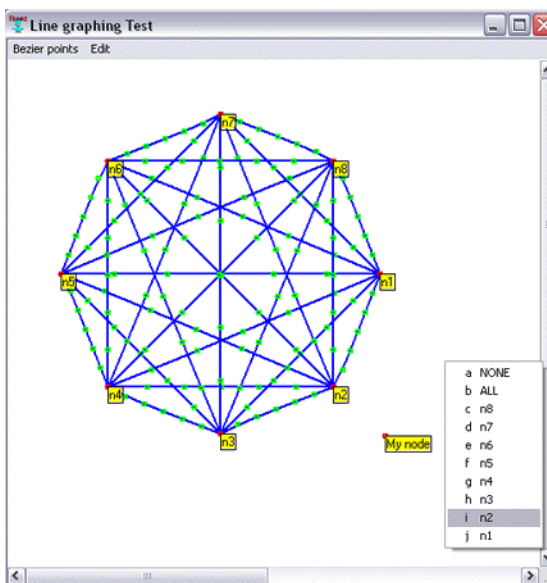 Line graphing Test
Bezier points Edit
n7
n6
n8
n5
n1
n4
n2
n3
My node
a NONE
b ALL
c n8
d n7
e n6
f n5
g n4
h n3
i n2
j n1